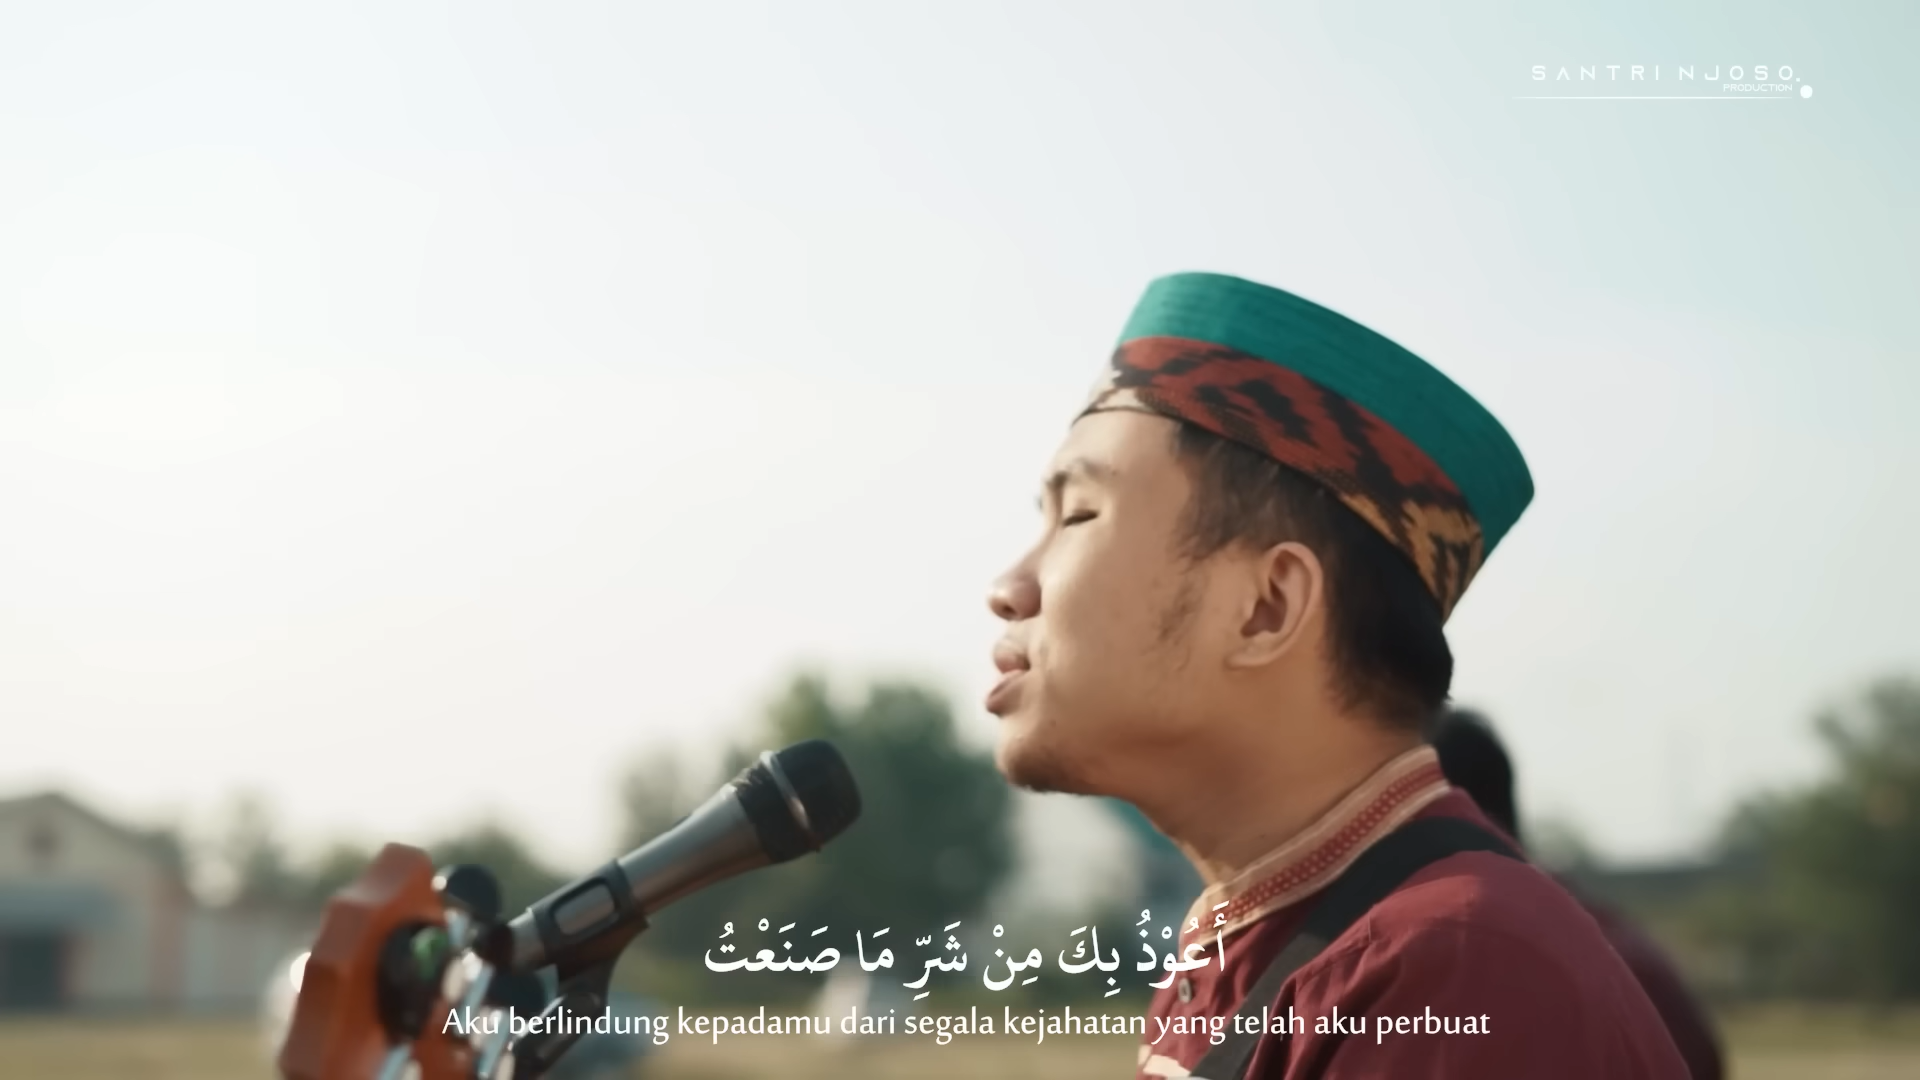 SANTRI NJOSO.
PRODUCTION
أَعُوْذُ بِكَ مِنْ شَرِّ مَا صَنَعْتُ
Aku berlindung kepadamu dari segala kejahatan yang telah aku perbuat